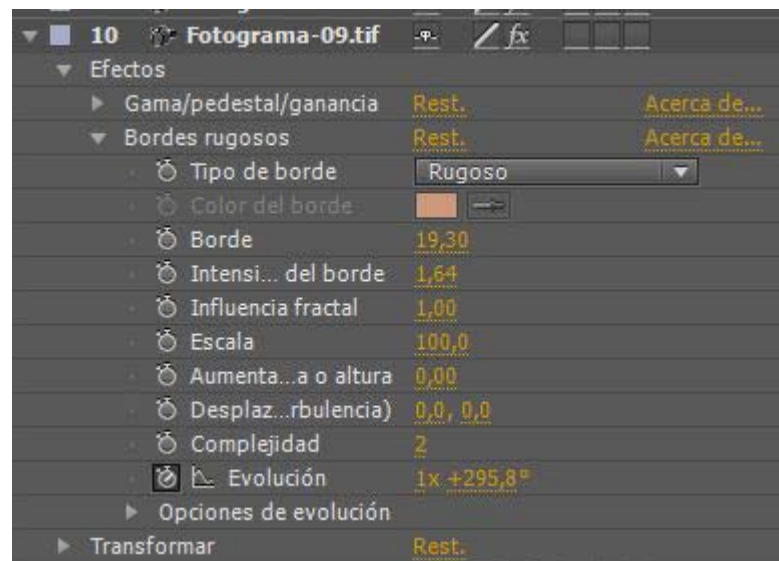 10 Fotograma-09.tif fx
Efectos
Gama/pedestal/ganancia Rest. Acerca de...
Bordes rugosos Rest. Acerca de...
Tipo de borde Rugoso
Color del borde
Borde 19,30
Intensi... del borde 1,64
Influencia fractal 1,00
Escala 100,0
Aumenta...a o altura 0,00
Desplaz...rbulencia) 0,0, 0,0
Complejidad 2
Evolución 1x +295,8°
Opciones de evolución
Transformar Rest.